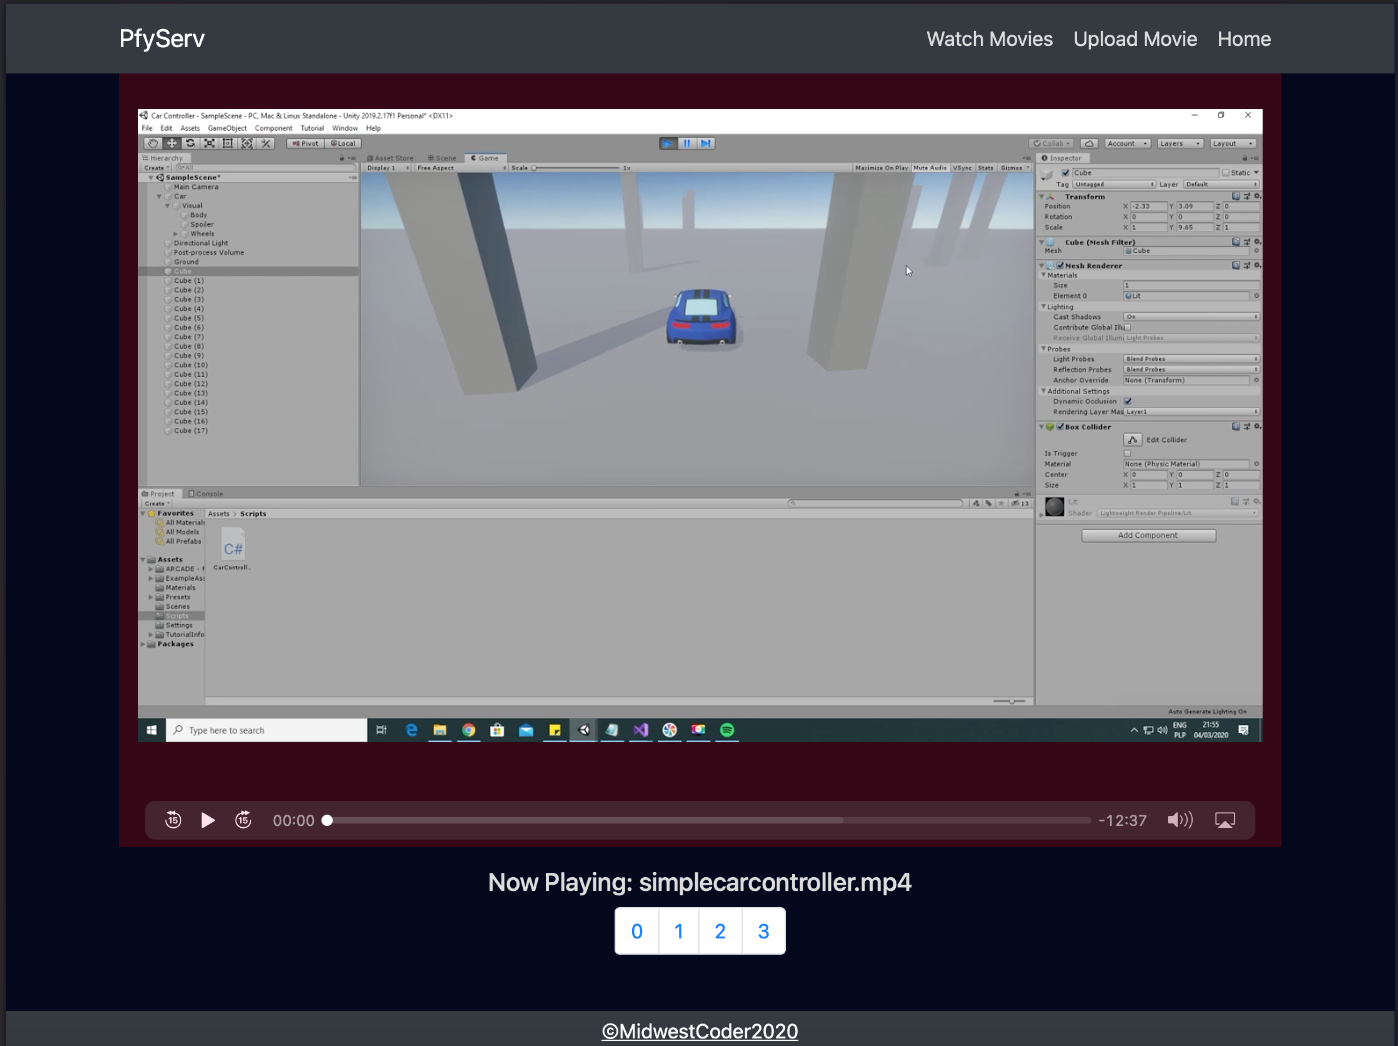 PfyServ
Watch Movies Upload Movie Home
Car Controller - SampleScene - PC, Mac & Linux Standalone - Unity 2019.2.17f1 Personal* <DX11>
File Edit Assets GameObject Component Tutorial Window Help
Pivot Local
Collab Account Layers Layout
Hierarchy
Create All
SampleScene*
Main Camera
Car
Visual
Body
Spoiler
Wheels
Directional Light
Post-process Volume
Ground
Cube
Cube (1)
Cube (2)
Cube (3)
Cube (4)
Cube (5)
Cube (6)
Cube (7)
Cube (8)
Cube (9)
Cube (10)
Cube (11)
Cube (12)
Cube (13)
Cube (14)
Cube (15)
Cube (16)
Cube (17)
Asset Store Scene Game
Display 1 Free Aspect Scale 1x Maximize On Play Mute Audio VSync Stats Gizmos
Inspector
Cube Static
Tag Untagged Layer Default
Transform
Position X -2.33 Y 3.09 Z 0
Rotation X 0 Y 0 Z 0
Scale X 1 Y 9.65 Z 1
Cube (Mesh Filter)
Mesh Cube
Mesh Renderer
Materials
Size 1
Element 0 Lit
Lighting
Cast Shadows On
Contribute Global Illu
Receive Global Illumi Light Probes
Probes
Light Probes Blend Probes
Reflection Probes Blend Probes
Anchor Override None (Transform)
Additional Settings
Dynamic Occlusion
Rendering Layer Mas Layer1
Box Collider
Edit Collider
Is Trigger
Material None (Physic Material)
Center X 0 Y 0 Z 0
Size X 1 Y 1 Z 1
Lit
Shader Lightweight Render Pipeline/Lit
Add Component
Project Console
Create
13
Favorites
All Materials
All Models
All Prefabs
Assets
ARCADE - F
ExampleAss
Materials
Presets
Scenes
Scripts
Settings
TutorialInfo
Packages
Assets > Scripts
C#
CarControll..
Auto Generate Lighting On
Type here to search
ENG
PLP
21:55
04/03/2020
15 15 00:00 -12:37
Now Playing: simplecarcontroller.mp4
0 1 2 3
©MidwestCoder2020